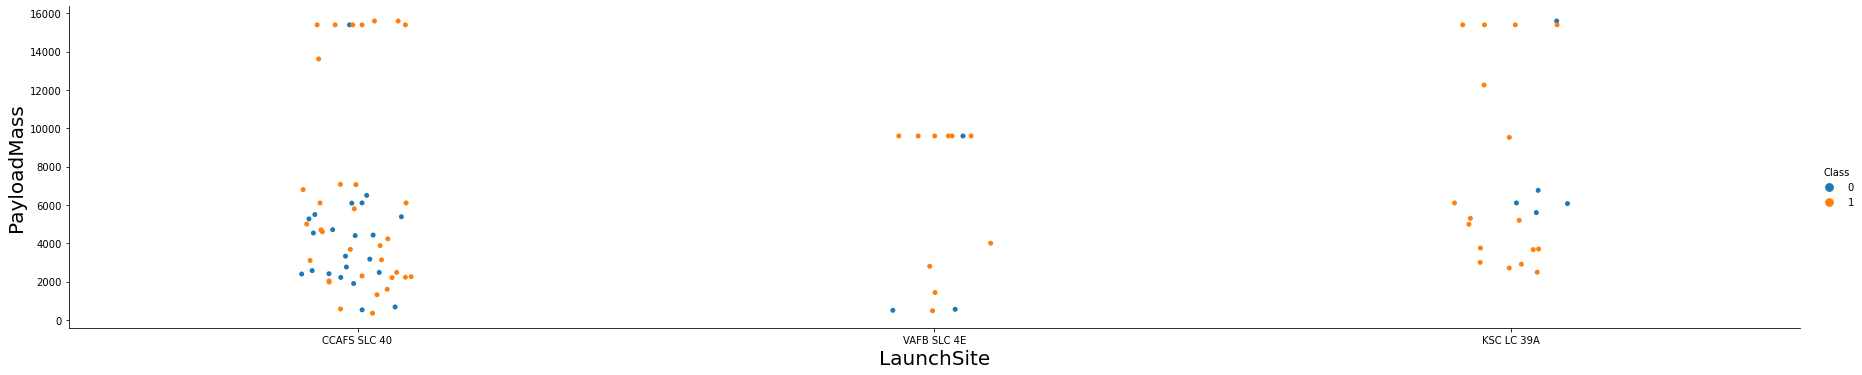 PayloadMass
16000
14000
12000
10000
8000
6000
4000
2000
0
CCAFS SLC 40
VAFB SLC 4E
KSC LC 39A
LaunchSite
Class
0
1